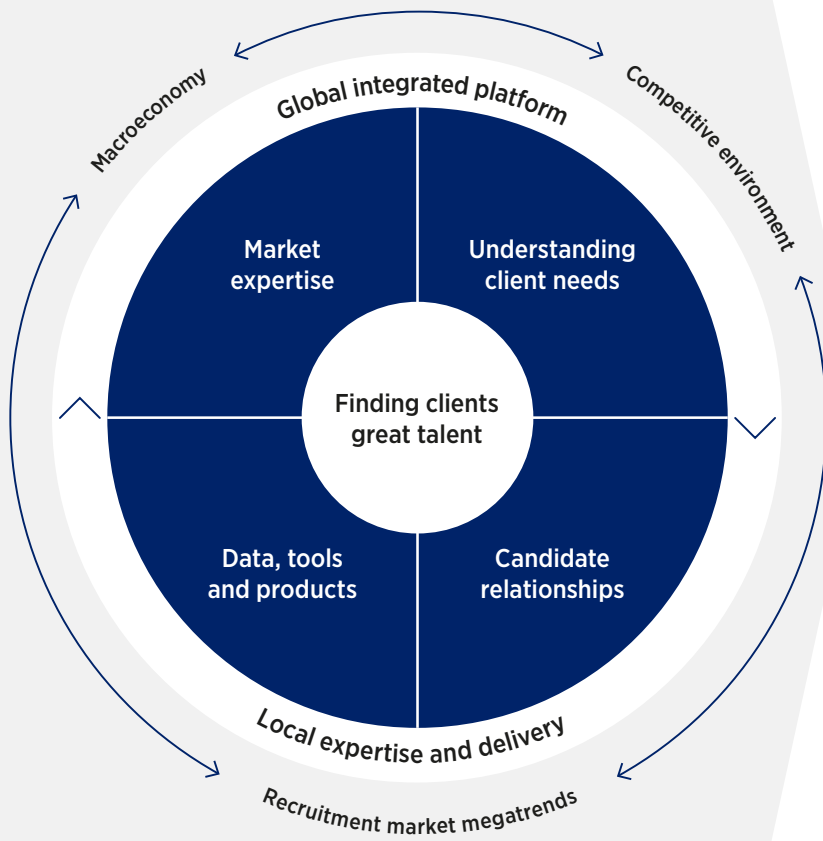 Macroeconomy
Competitive environment
Global integrated platform
Market
expertise
Understanding
client needs
Finding clients
great talent
Data, tools
and products
Candidate
relationships
Local expertise and delivery
Recruitment market megatrends